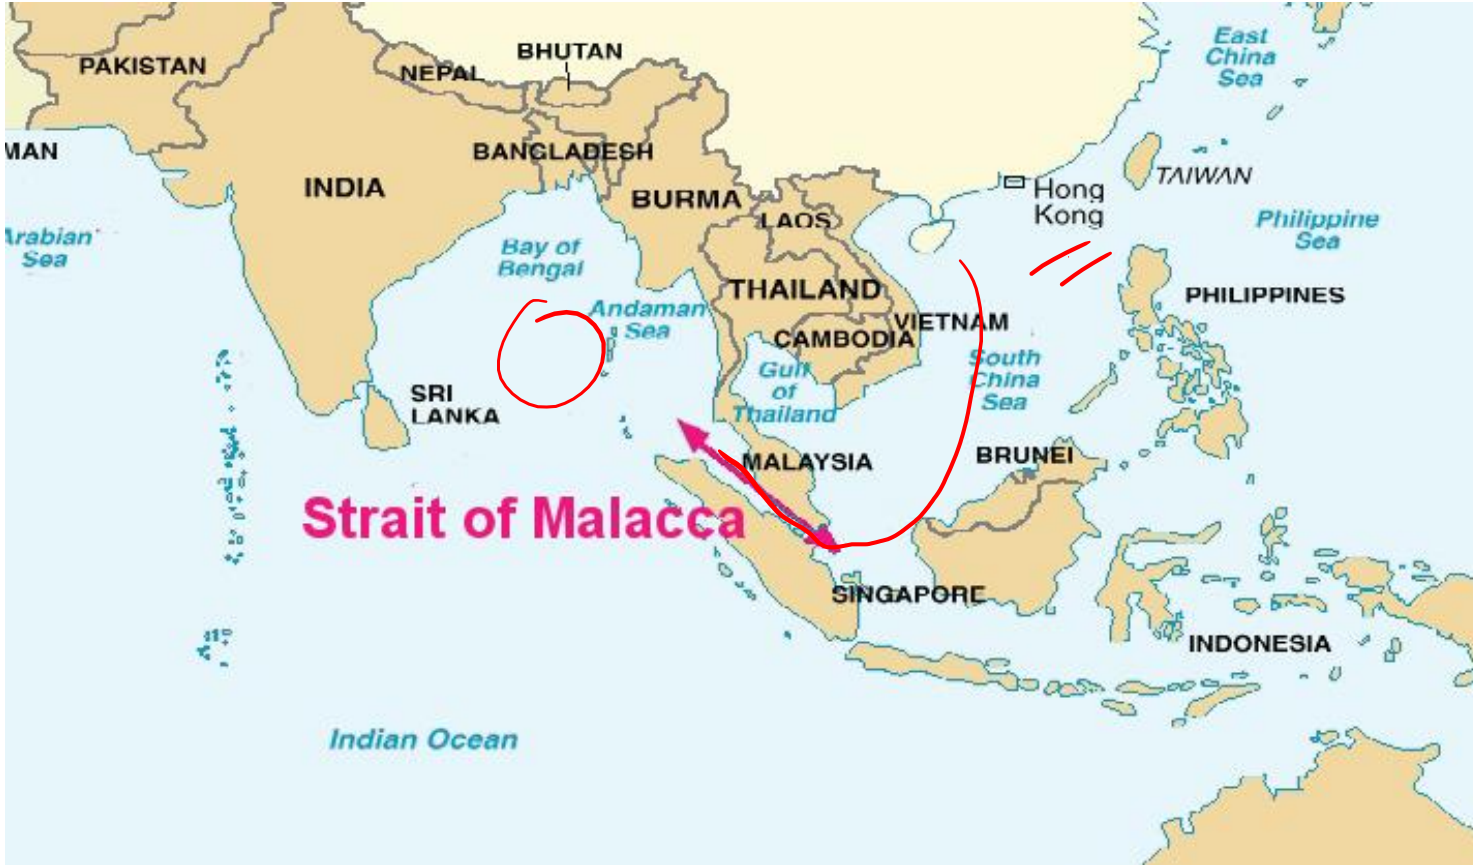 East
China
Sea
BHUTAN
PAKISTAN
NEPAL
MAN
BANGLADESH
INDIA
BURMA
Hong
Kong
TAIWAN
LAOS
Arabian
Sea
Bay of
Bengal
Philippine
Sea
THAILAND
PHILIPPINES
Andaman
Sea
VIETNAM
CAMBODIA
South
China
Sea
Gulf
of
Thailand
SRI
LANKA
MALAYSIA
BRUNEI
Strait of Malacca
SINGAPORE
INDONESIA
Indian Ocean